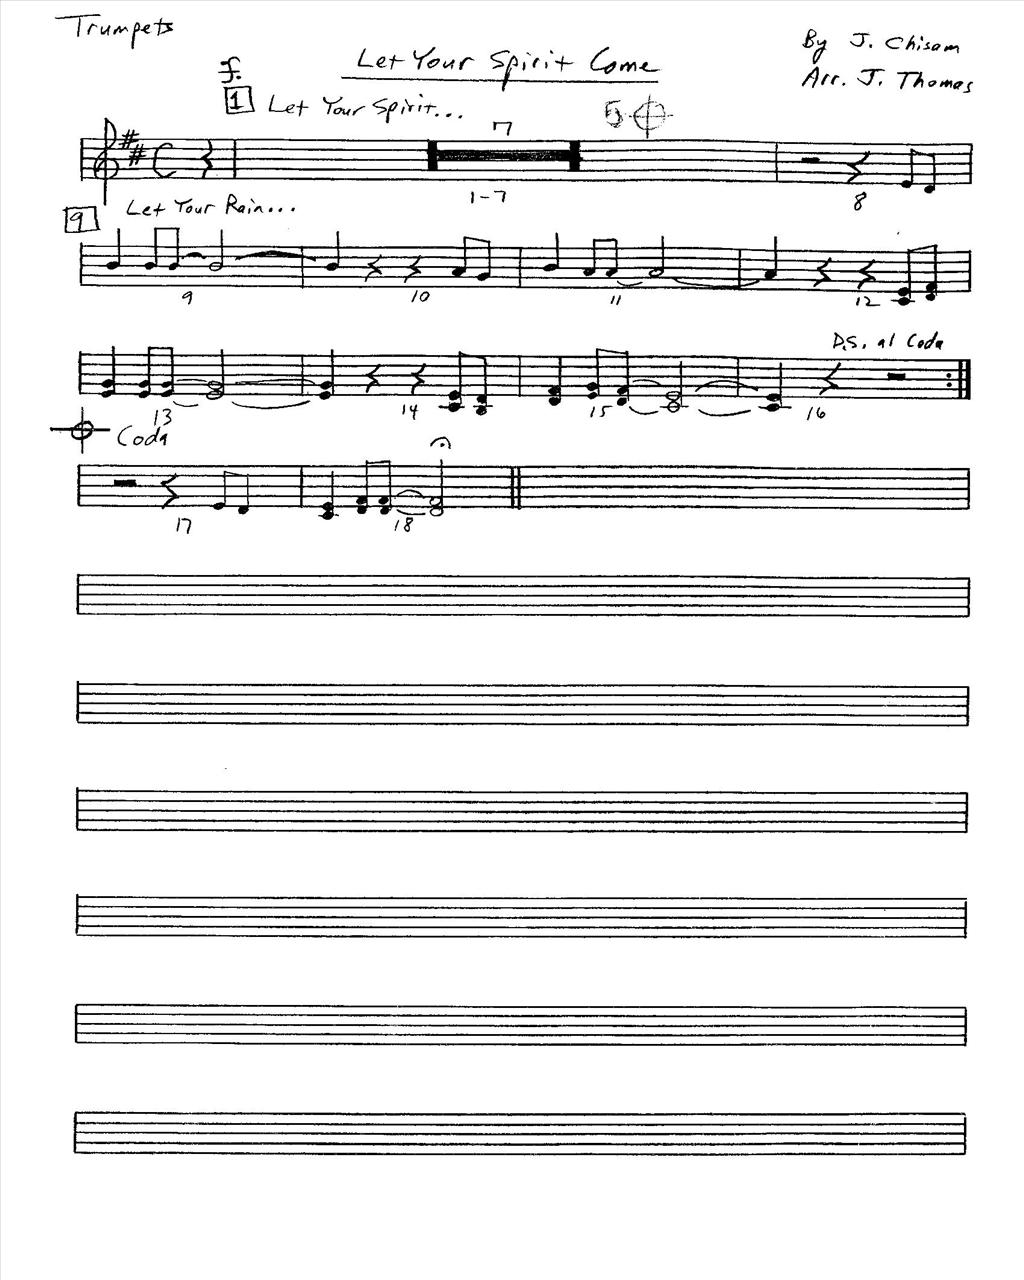 Trumpets
Let Your Spirit Come
By J. Chisam
Arr. J. Thomas
f.
1 Let Your Spirit...
7
5
1-7
8
9 Let Your Rain...
9 10 11 12
D.S. al Coda
13 14 15 16
Coda
17 18